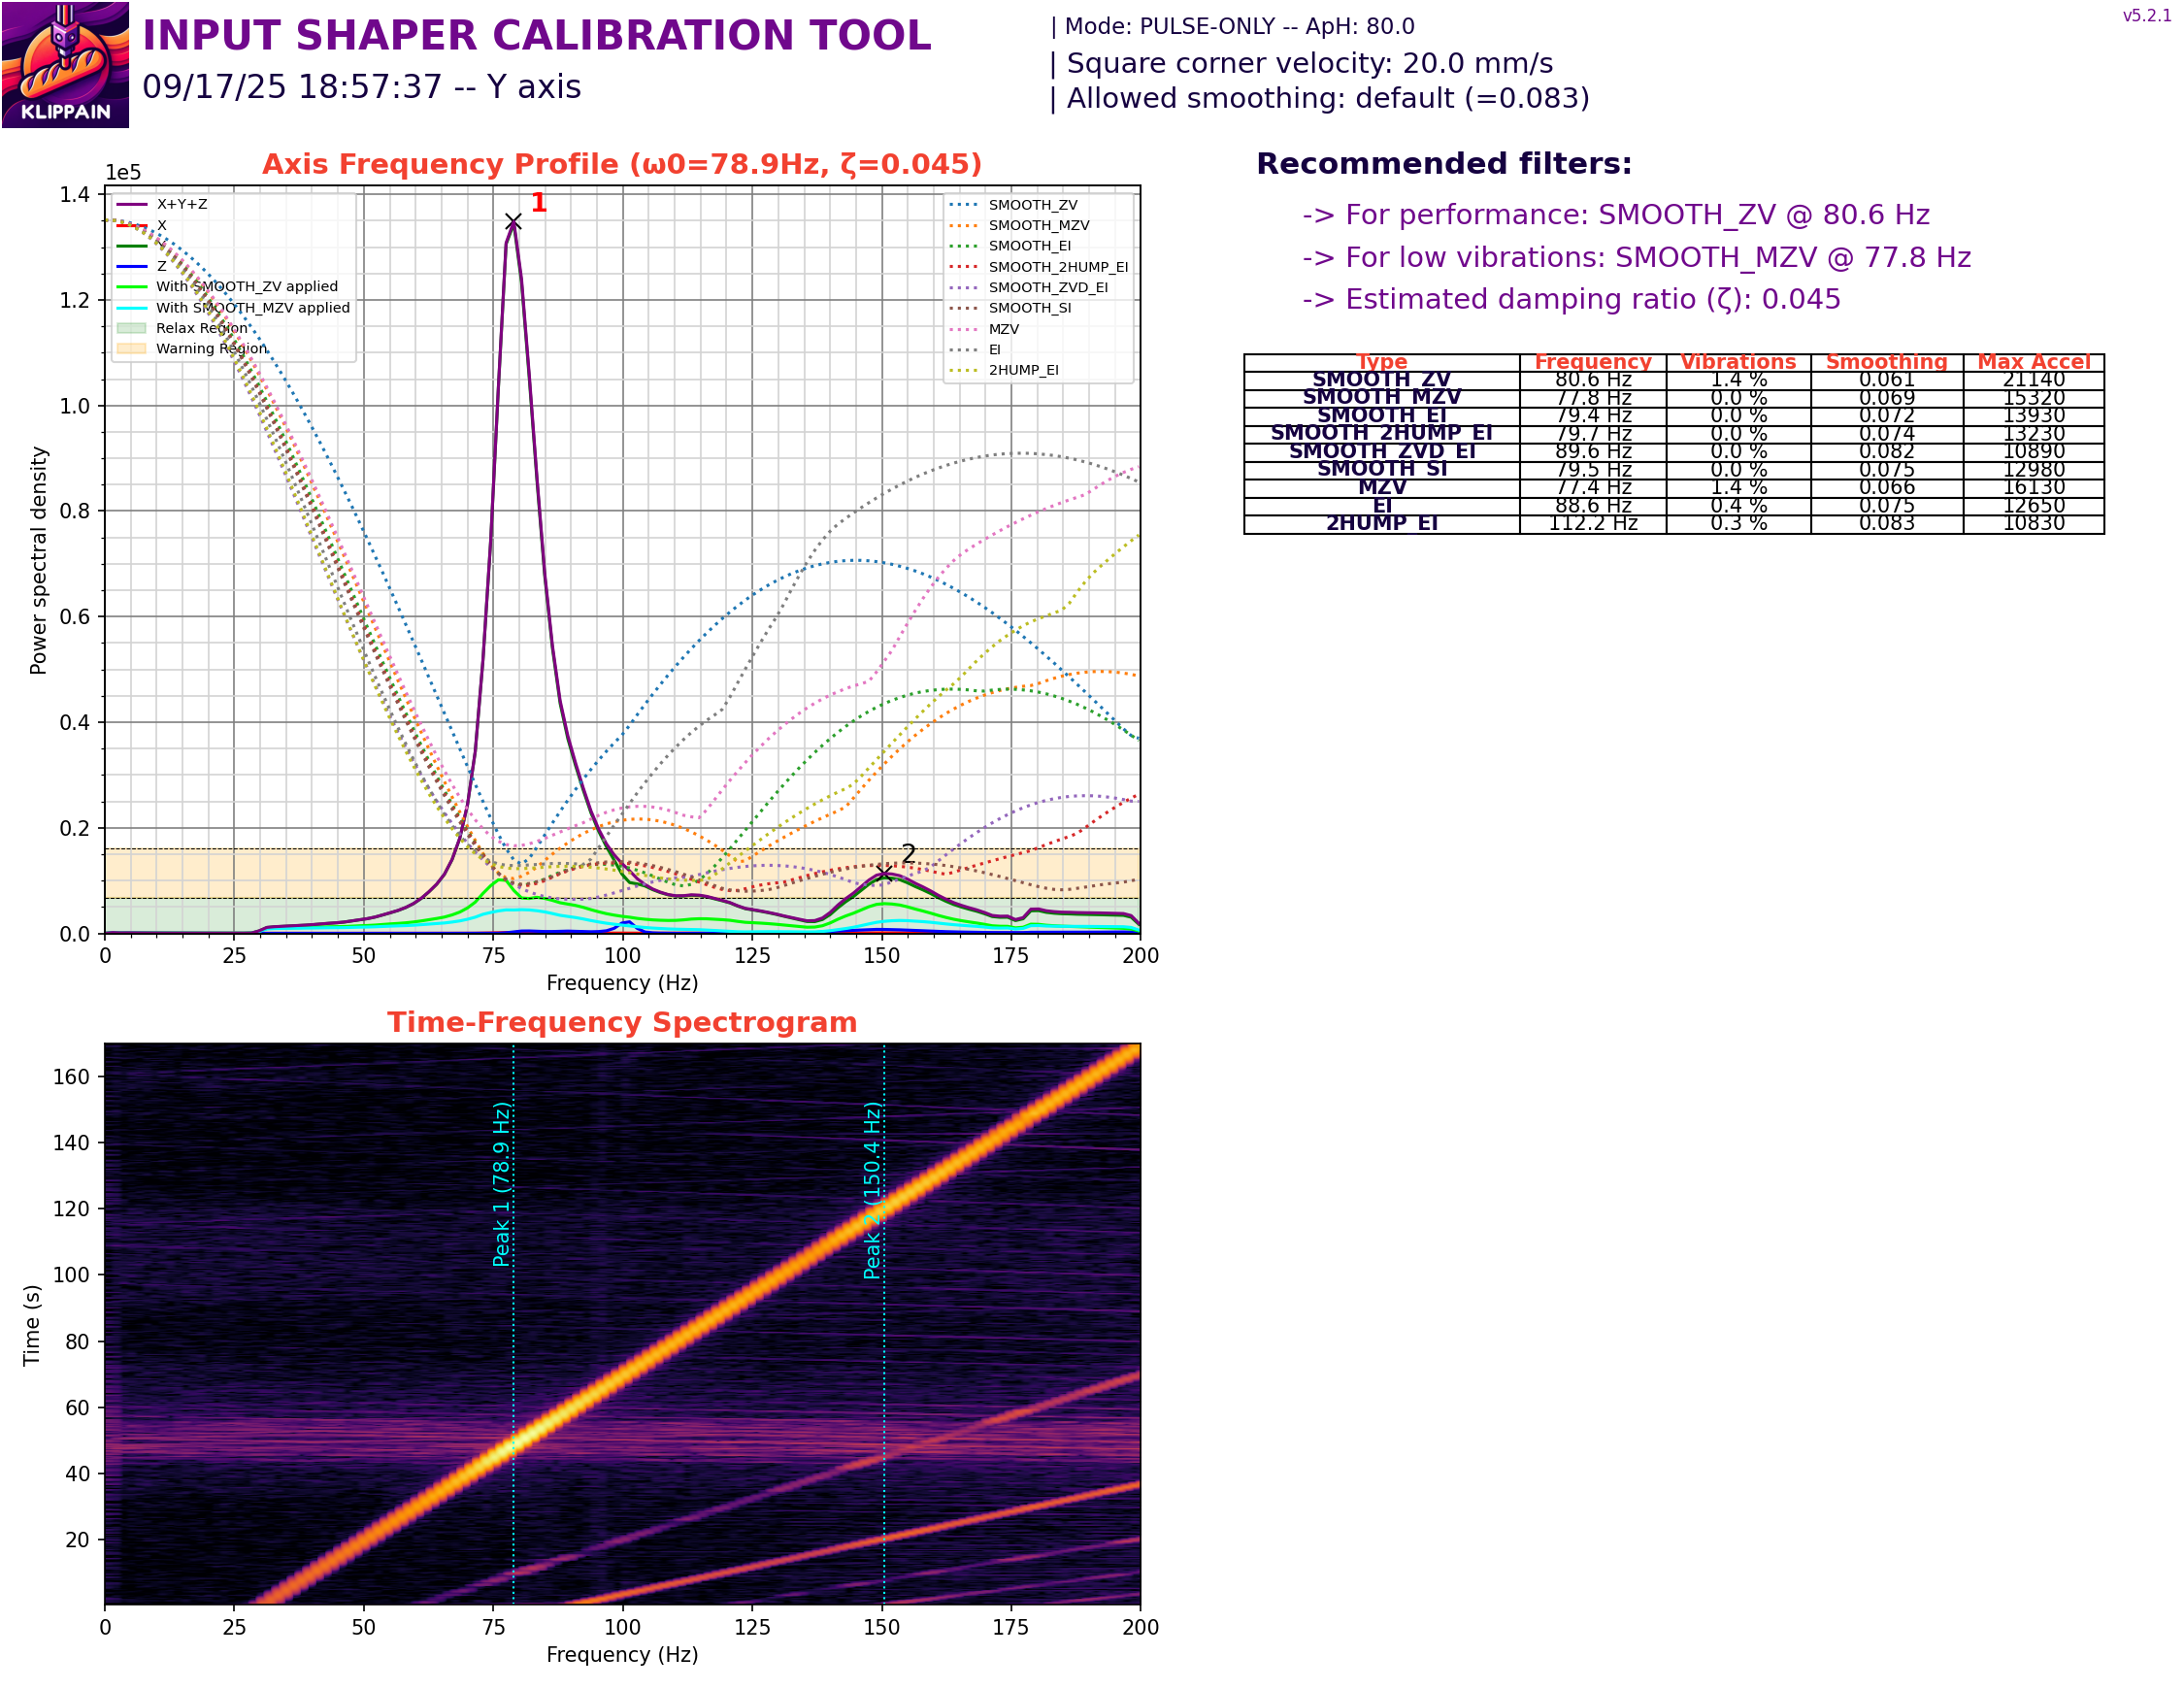 KLIPPAIN
INPUT SHAPER CALIBRATION TOOL
09/17/25 18:57:37 -- Y axis
| Mode: PULSE-ONLY -- ApH: 80.0
| Square corner velocity: 20.0 mm/s
| Allowed smoothing: default (=0.083)
v5.2.1
Axis Frequency Profile (ω0=78.9Hz, ζ=0.045)
1e5
1.4
1.2
1.0
0.8
0.6
0.4
0.2
0.0
Power spectral density
X+Y+Z
X
Z
With SMOOTH_ZV applied
With SMOOTH_MZV applied
Relax Region
Warning Region
1
2
SMOOTH_ZV
SMOOTH_MZV
SMOOTH_EI
SMOOTH_2HUMP_EI
SMOOTH_ZVD_EI
SMOOTH_SI
MZV
EI
2HUMP_EI
0 25 50 75 100 125 150 175 200
Frequency (Hz)
Recommended filters:
-> For performance: SMOOTH_ZV @ 80.6 Hz
-> For low vibrations: SMOOTH_MZV @ 77.8 Hz
-> Estimated damping ratio (ζ): 0.045
Type Frequency Vibrations Smoothing Max Accel
SMOOTH_ZV 80.6 Hz 1.4 % 0.061 21140
SMOOTH_MZV 77.8 Hz 0.0 % 0.069 15320
SMOOTH_EI 79.4 Hz 0.0 % 0.072 13930
SMOOTH_2HUMP_EI 79.7 Hz 0.0 % 0.074 13230
SMOOTH_ZVD_EI 89.6 Hz 0.0 % 0.082 10890
SMOOTH_SI 79.5 Hz 0.0 % 0.075 12980
MZV 77.4 Hz 1.4 % 0.066 16130
EI 88.6 Hz 0.4 % 0.075 12650
2HUMP_EI 112.2 Hz 0.3 % 0.083 10830
Time-Frequency Spectrogram
160
140
120
100
80
60
40
20
Time (s)
Peak 1 (78.9 Hz)
Peak 2 (150.4 Hz)
0 25 50 75 100 125 150 175 200
Frequency (Hz)